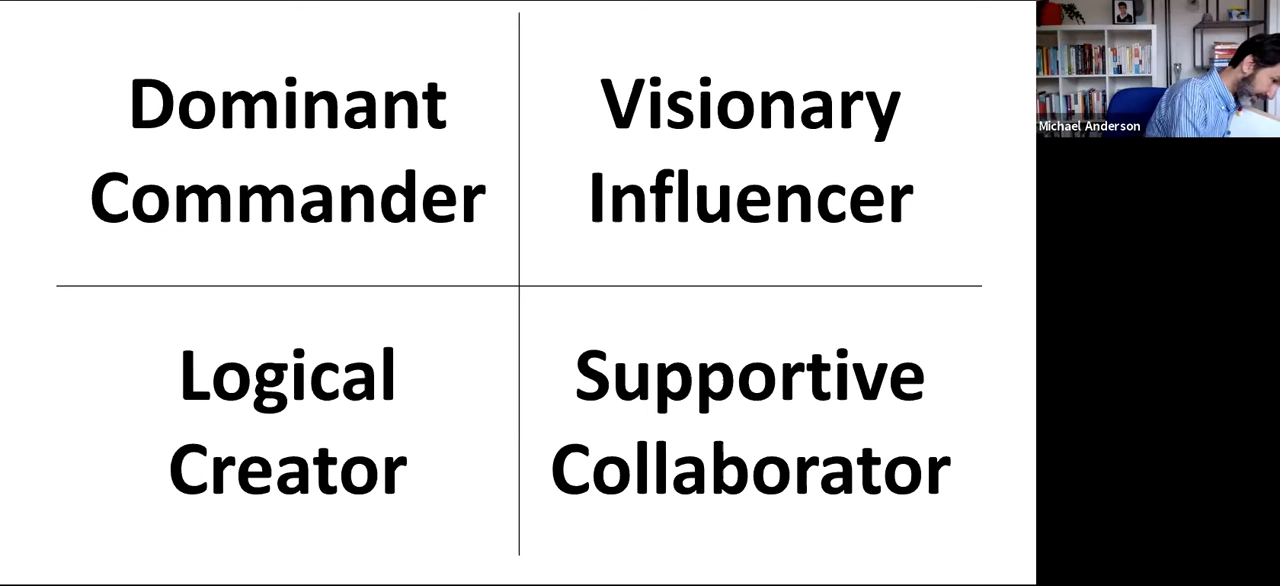 Dominant
Commander
Visionary
Influencer
Logical
Creator
Supportive
Collaborator
Michael Anderson